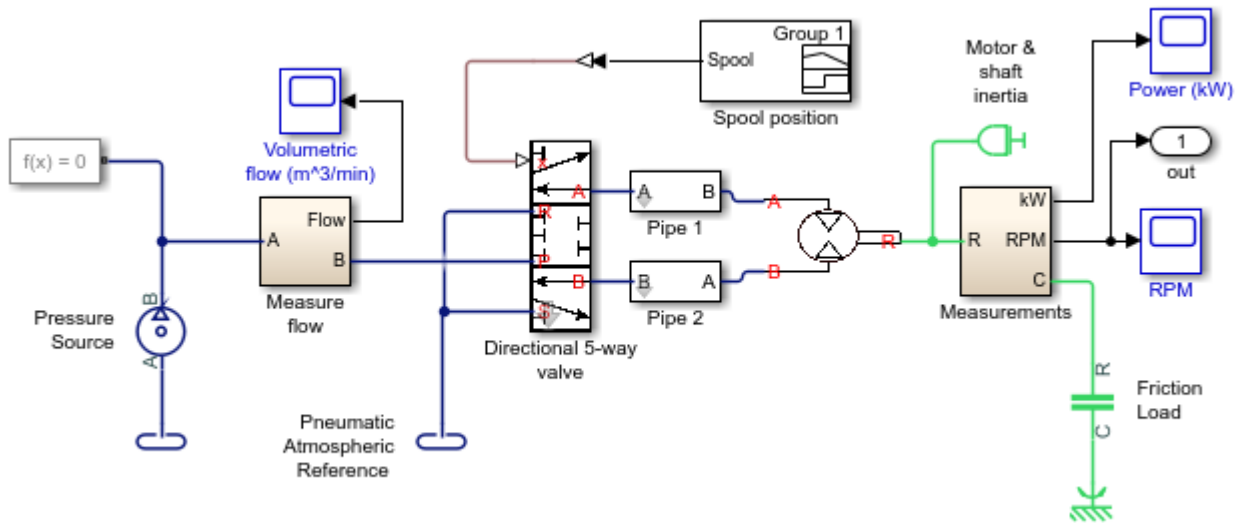 Group 1
Spool
Spool position
Motor &
shaft
inertia
Power (kW)
f(x) = 0
Volumetric
flow (m^3/min)
Flow
A
B
Measure
flow
x
A
R
P
B
S
Directional 5-way
valve
A
B
Pipe 1
B
A
Pipe 2
A
B
R
R
kW
RPM
C
Measurements
1
out
RPM
B
A
Pressure
Source
Pneumatic
Atmospheric
Reference
R
C
Friction
Load